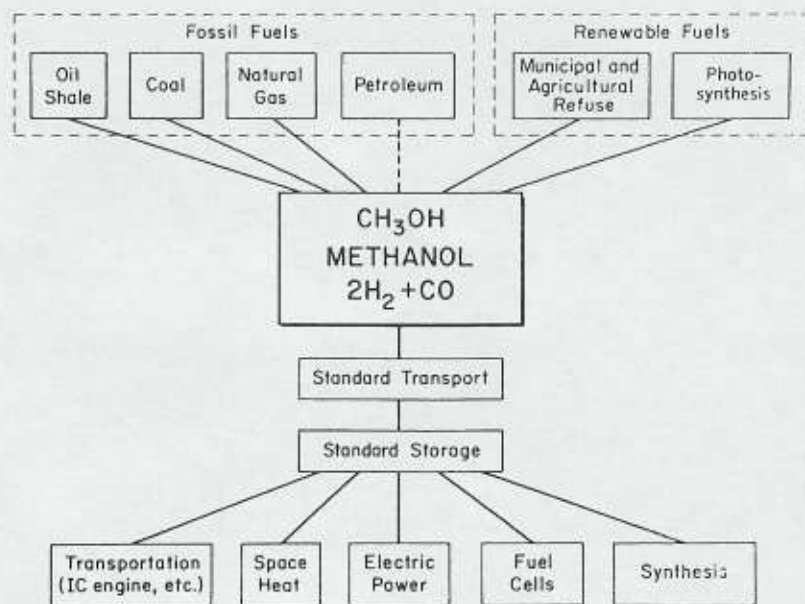 Fossil Fuels
Renewable Fuels
Oil
Shale
Coal
Natural
Gas
Petroleum
Municipal and
Agricultural
Refuse
Photo-
synthesis
CH₃OH
METHANOL
2H₂+CO
Standard Transport
Standard Storage
Transportation
(IC engine, etc.)
Space
Heat
Electric
Power
Fuel
Cells
Synthesis